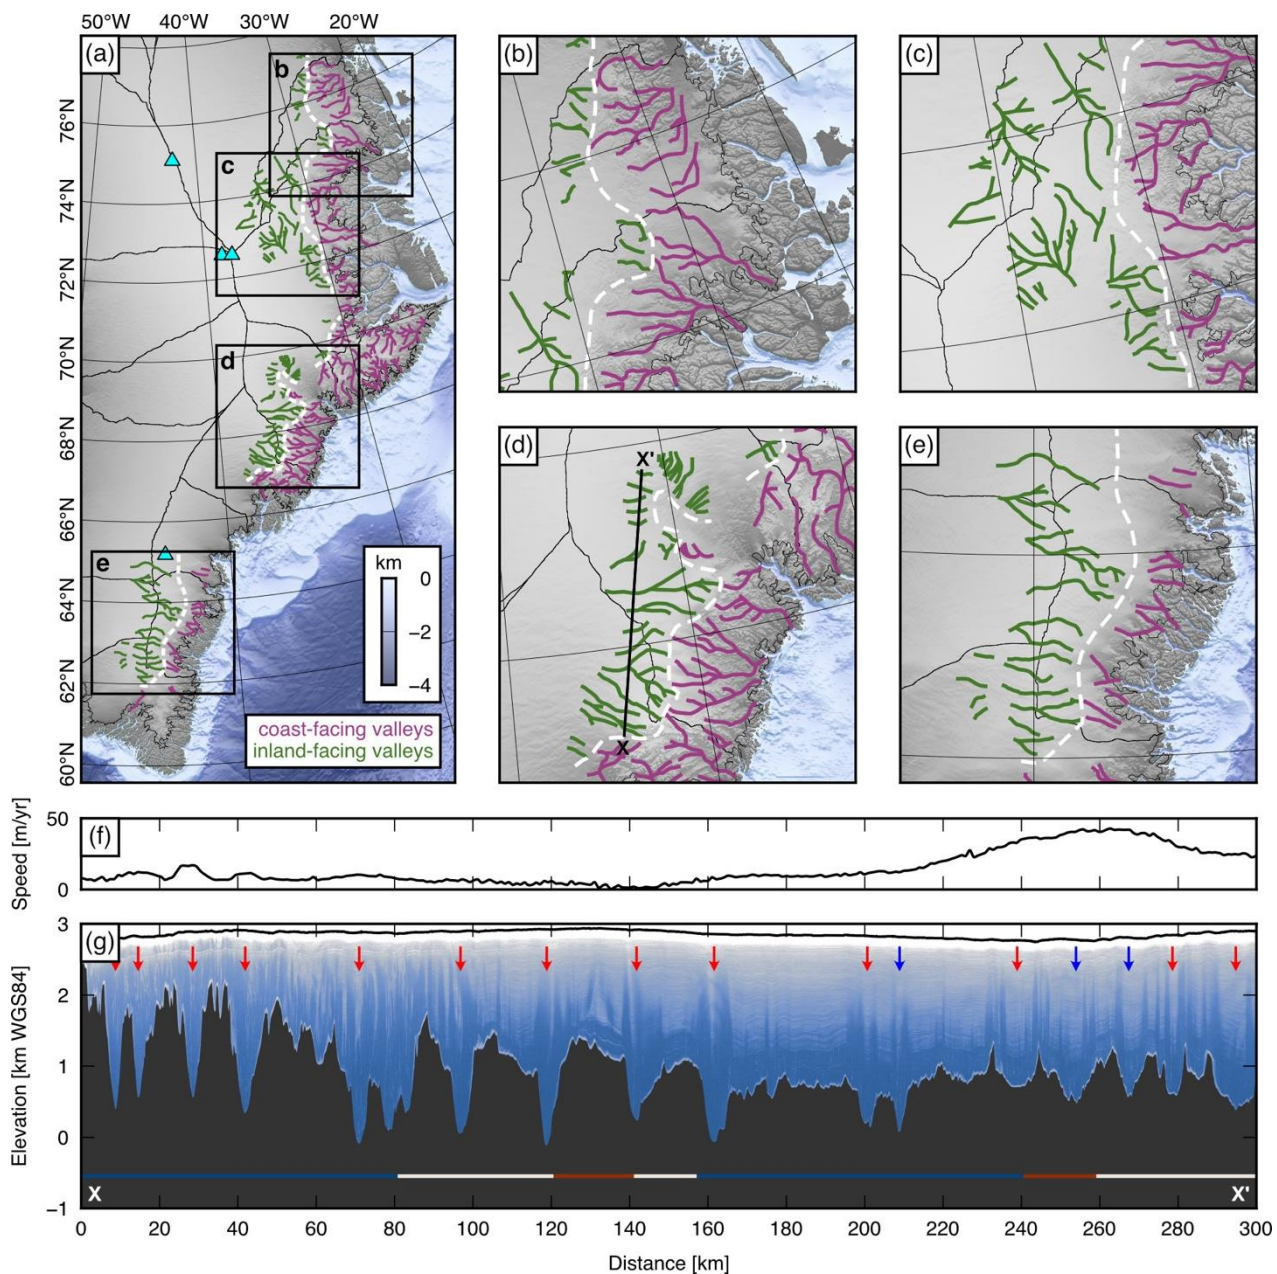 50°W 40°W 30°W 20°W
(a)
b
c
d
e
76°N
74°N
72°N
70°N
68°N
66°N
64°N
62°N
60°N
km
0
−2
−4
coast-facing valleys
inland-facing valleys
(b)
(c)
(d)
X'
X
(e)
(f)
Speed [m/yr]
50
0
(g)
Elevation [km WGS84]
3
2
1
0
−1
X
X'
0 20 40 60 80 100 120 140 160 180 200 220 240 260 280 300
Distance [km]